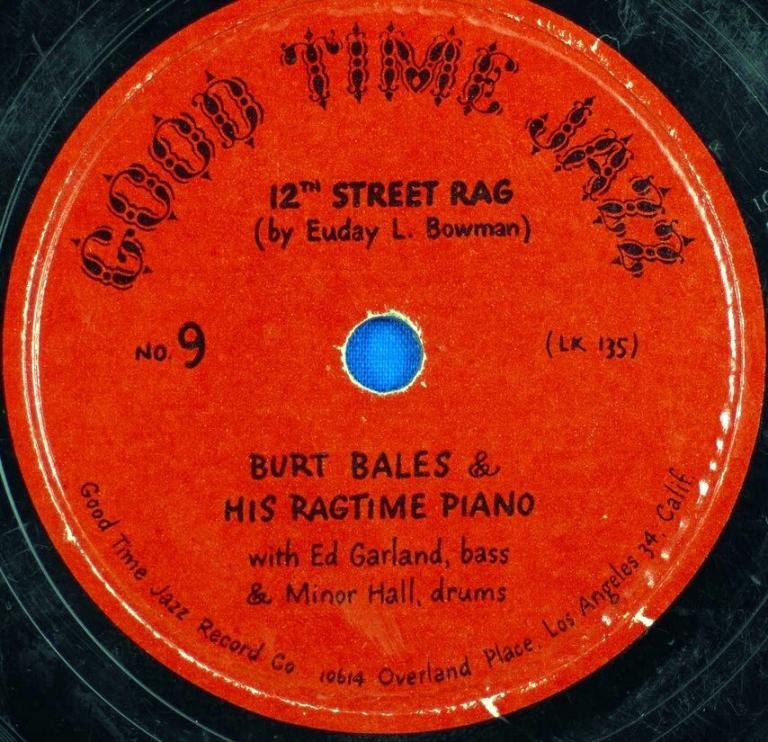 GOOD TIME JAZZ
12TH STREET RAG
(by Euday L. Bowman)
NO. 9
(LK 135)
BURT BALES &
HIS RAGTIME PIANO
with Ed Garland, bass
& Minor Hall, drums
Good Time Jazz Record Co 10614 Overland Place, Los Angeles 34, Calif.